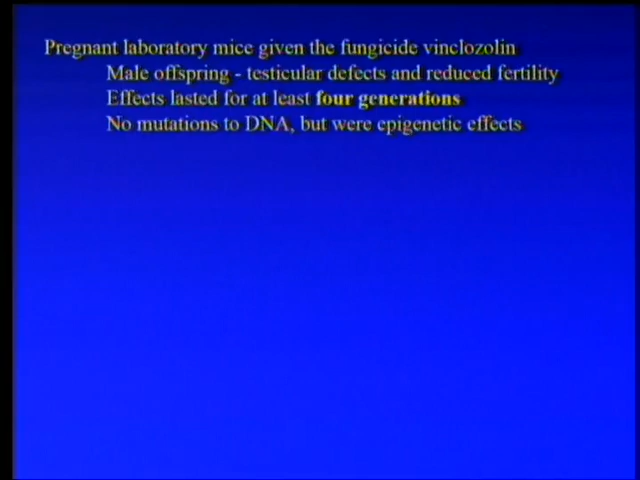 Pregnant laboratory mice given the fungicide vinclozolin
Male offspring - testicular defects and reduced fertility
Effects lasted for at least four generations
No mutations to DNA, but were epigenetic effects